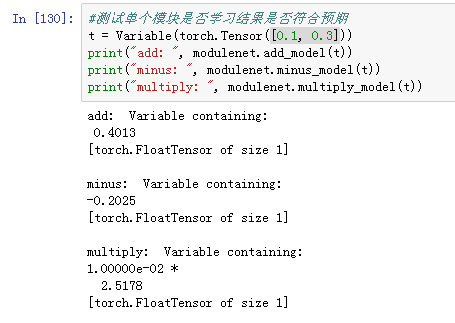 In [130]: #测试单个模块是否学习结果是否符合预期
t = Variable(torch.Tensor([0.1, 0.3]))
print("add: ", modulenet.add_model(t))
print("minus: ", modulenet.minus_model(t))
print("multiply: ", modulenet.multiply_model(t))
add:  Variable containing:
 0.4013
[torch.FloatTensor of size 1]
minus:  Variable containing:
-0.2025
[torch.FloatTensor of size 1]
multiply:  Variable containing:
1.00000e-02 *
  2.5178
[torch.FloatTensor of size 1]